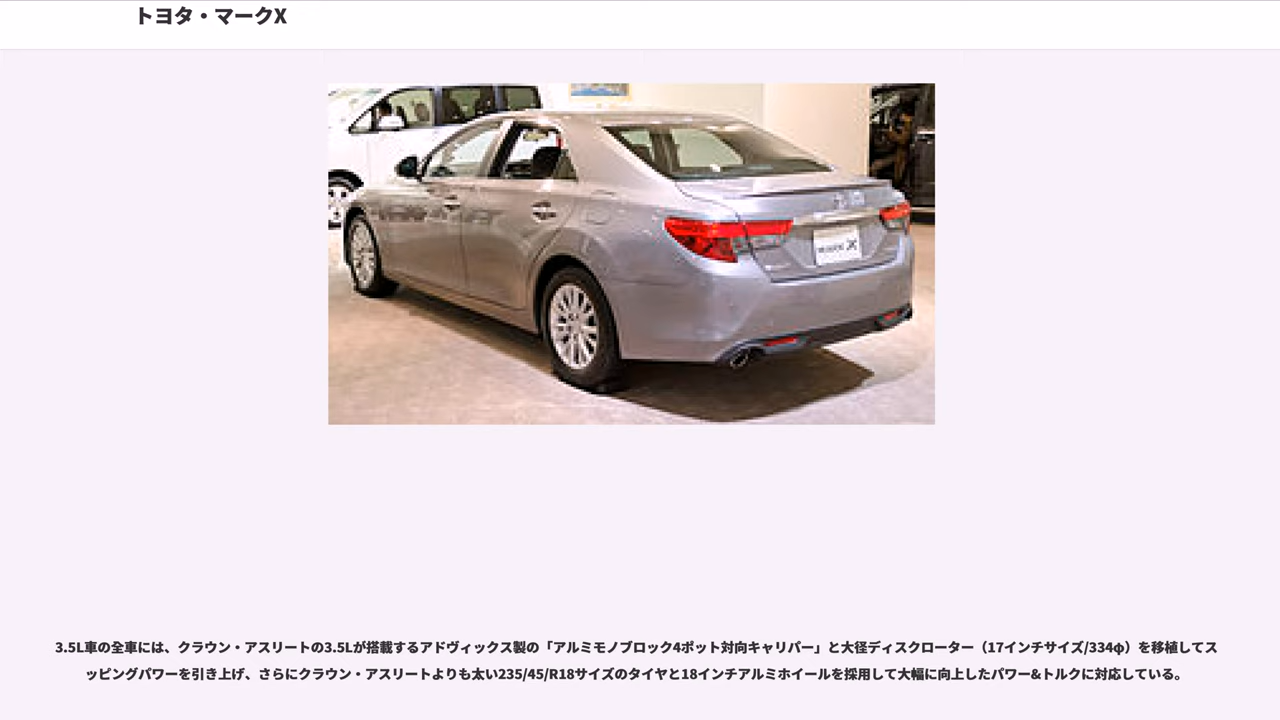 トヨタ・マークX
MARK X
3.5L車の全車には、クラウン・アスリートの3.5Lが搭載するアドヴィックス製の「アルミモノブロック4ポット対向キャリパー」と大径ディスクローター（17インチサイズ/334φ）を移植してス
ッピングパワーを引き上げ、さらにクラウン・アスリートよりも太い235/45/R18サイズのタイヤと18インチアルミホイールを採用して大幅に向上したパワー&トルクに対応している。